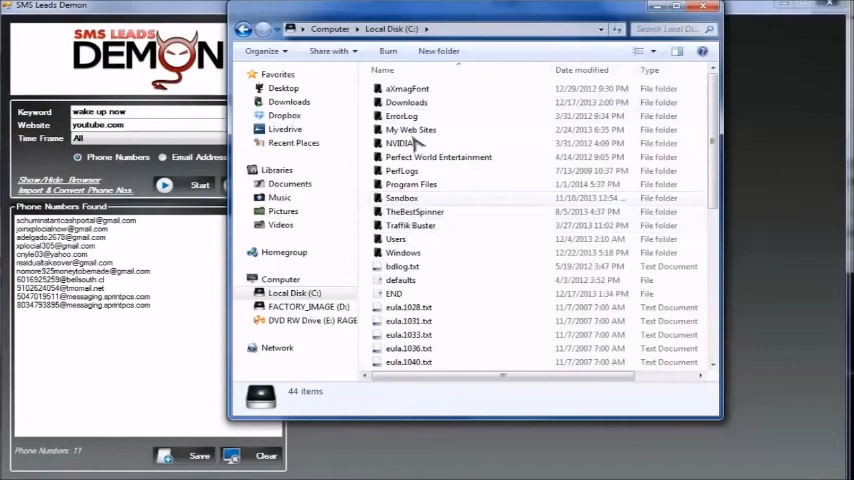 SMS Leads Demon
SMS LEADS
DEMON
Keyword wake up now
Website youtube.com
Time Frame All
Phone Numbers Email Address
Show/Hide Browser
Import & Convert Phone Nos.
Start
Phone Numbers Found
schuminstantcashportal@gmail.com
joinxplocialnow@gmail.com
adelgado2678@gmail.com
xplocial305@gmail.com
cnyle03@yahoo.com
residualtakeover@gmail.com
nomore925moneytobemade@gmail.com
6016925259@bellsouth.cl
9102624054@tmomail.net
5047019511@messaging.sprintpcs.com
8034793895@messaging.sprintpcs.com
Phone Numbers: 11
Save Clear
Computer Local Disk (C:)
Search Local Di...
Organize Share with Burn New folder
Favorites
Desktop
Downloads
Dropbox
Livedrive
Recent Places
Libraries
Documents
Music
Pictures
Videos
Homegroup
Computer
Local Disk (C:)
FACTORY_IMAGE (D:)
DVD RW Drive (E:) RAGE
Network
Name Date modified Type
aXmagFont 12/29/2012 9:30 PM File folder
Downloads 12/17/2013 2:00 PM File folder
ErrorLog 3/31/2012 9:34 PM File folder
My Web Sites 2/24/2013 6:35 PM File folder
NVIDIA 3/31/2012 4:09 PM File folder
Perfect World Entertainment 4/14/2012 9:05 PM File folder
PerfLogs 7/13/2009 10:37 PM File folder
Program Files 1/1/2014 5:37 PM File folder
Sandbox 11/10/2013 12:54 ... File folder
TheBestSpinner 8/5/2013 4:37 PM File folder
Traffik Buster 3/27/2013 11:02 PM File folder
Users 12/4/2013 2:10 AM File folder
Windows 12/22/2013 5:18 PM File folder
bdlog.txt 5/19/2012 3:47 PM Text Document
defaults 4/3/2012 3:52 PM File
END 12/17/2013 1:34 PM File
eula.1028.txt 11/7/2007 7:00 AM Text Document
eula.1031.txt 11/7/2007 7:00 AM Text Document
eula.1033.txt 11/7/2007 7:00 AM Text Document
eula.1036.txt 11/7/2007 7:00 AM Text Document
eula.1040.txt 11/7/2007 7:00 AM Text Document
44 items